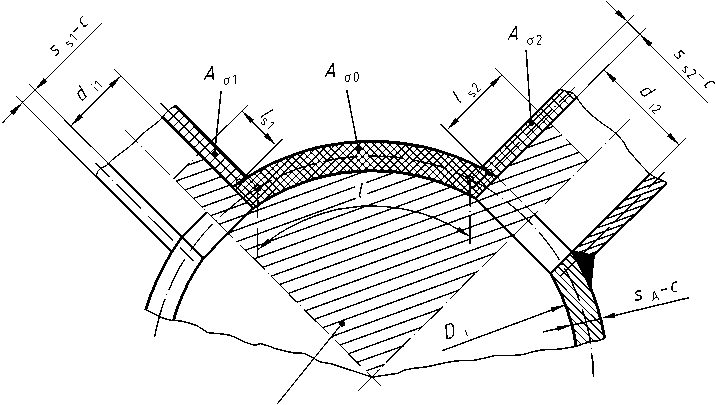 s s1-c
d i1
A σ1
l s1
A σ0
l s2
A σ2
s s2-c
d i2
l
D i
s A-c